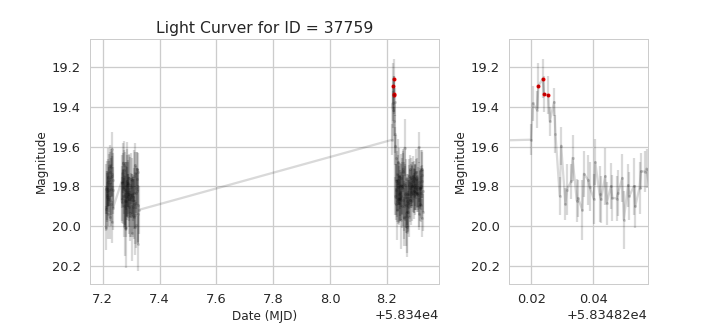 Light Curver for ID = 37759
Magnitude
19.2
19.4
19.6
19.8
20.0
20.2
7.2 7.4 7.6 7.8 8.0 8.2
Date (MJD)
+5.834e4
Magnitude
19.2
19.4
19.6
19.8
20.0
20.2
0.02 0.04
+5.83482e4